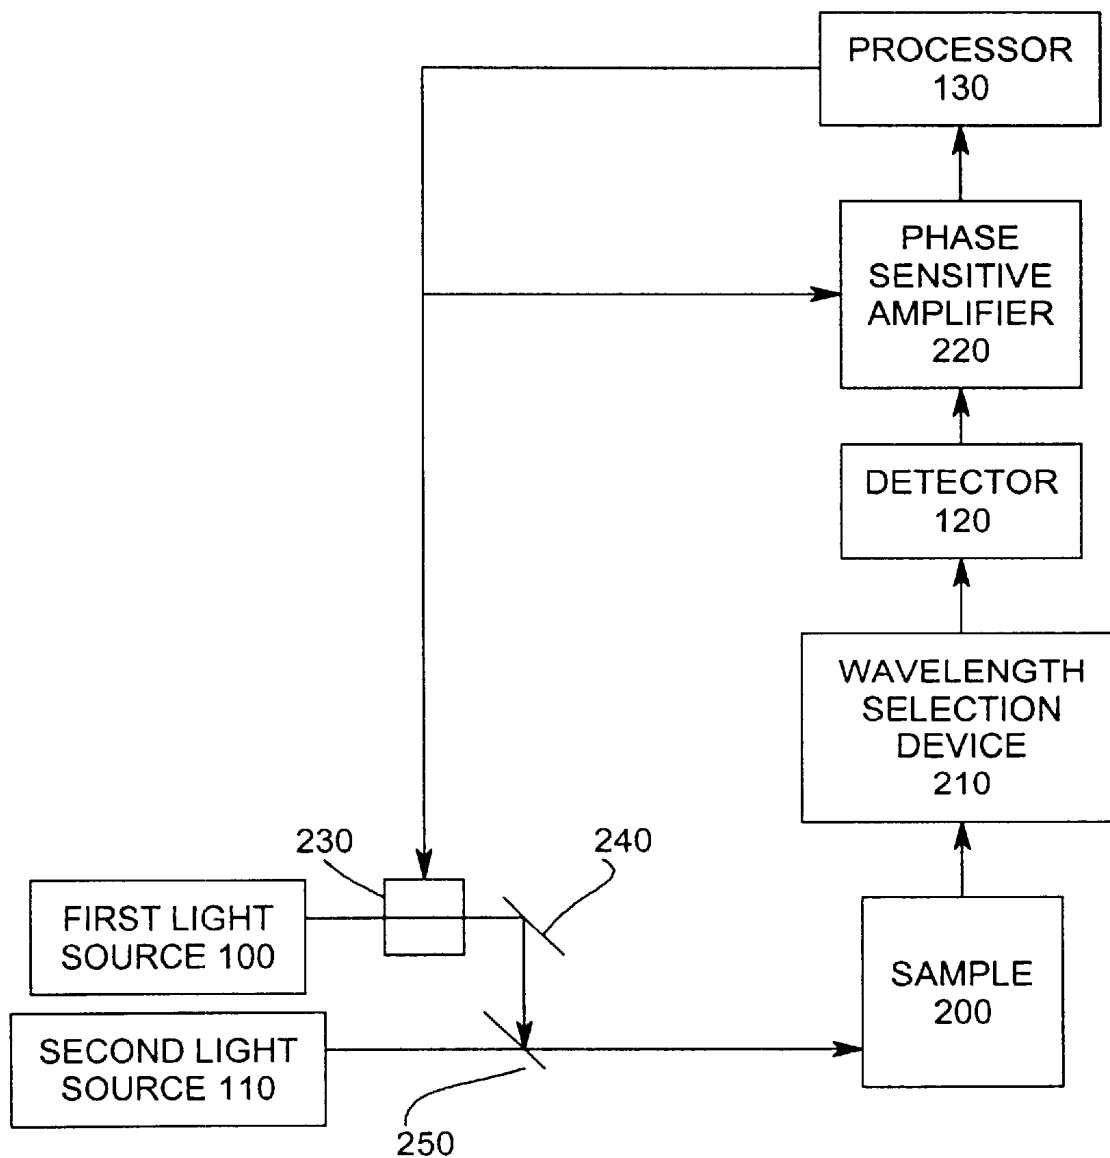 PROCESSOR
130
PHASE
SENSITIVE
AMPLIFIER
220
DETECTOR
120
WAVELENGTH
SELECTION
DEVICE
210
230
240
FIRST LIGHT
SOURCE 100
SAMPLE
200
SECOND LIGHT
SOURCE 110
250